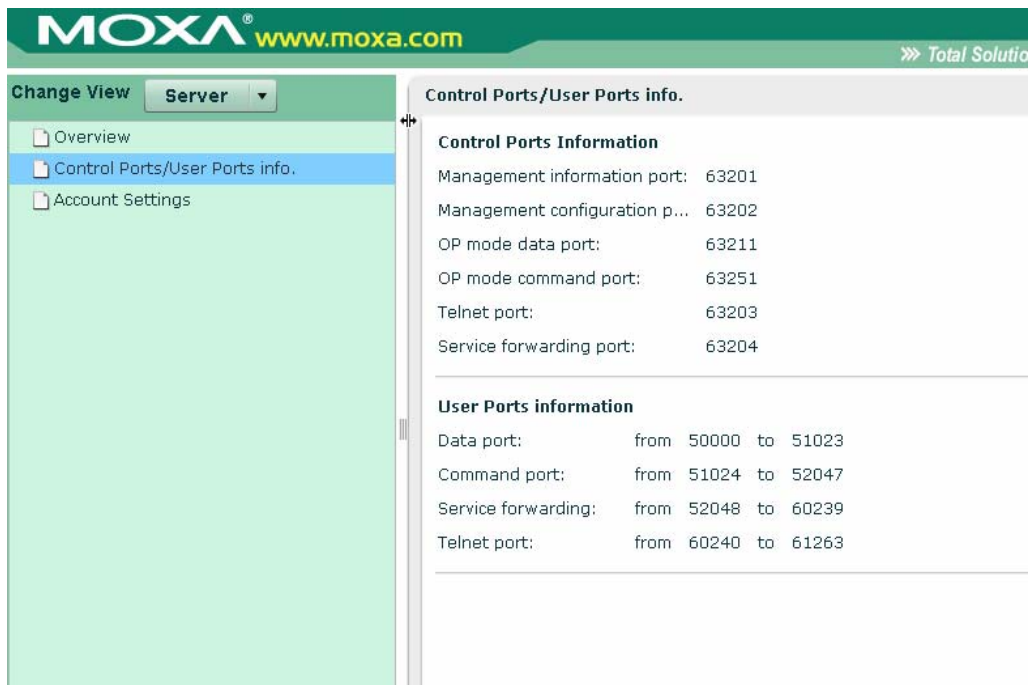 MOXA® www.moxa.com
››› Total Solutio
Change View Server
Overview
Control Ports/User Ports info.
Account Settings
Control Ports/User Ports info.
Control Ports Information
Management information port: 63201
Management configuration p... 63202
OP mode data port: 63211
OP mode command port: 63251
Telnet port: 63203
Service forwarding port: 63204
User Ports information
Data port: from 50000 to 51023
Command port: from 51024 to 52047
Service forwarding: from 52048 to 60239
Telnet port: from 60240 to 61263